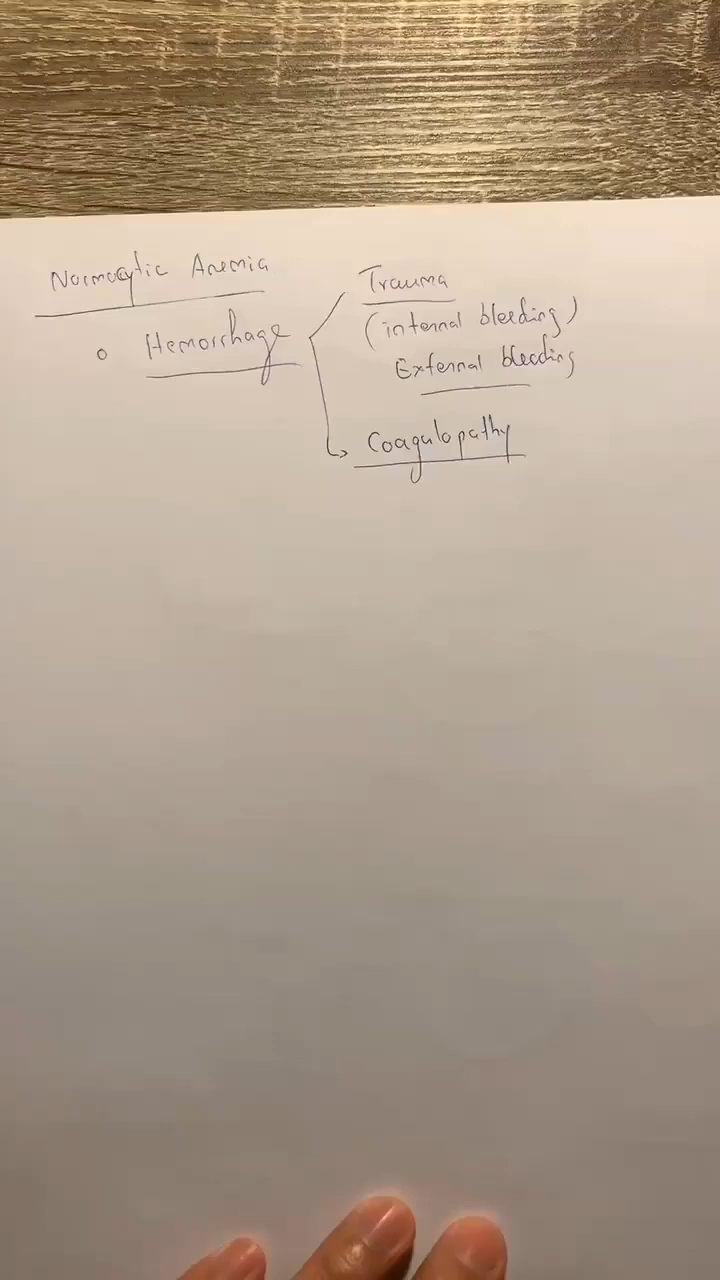 Normocytic Anemia
o Hemorrhage
Trauma
(internal bleeding)
External bleeding
Coagulopathy